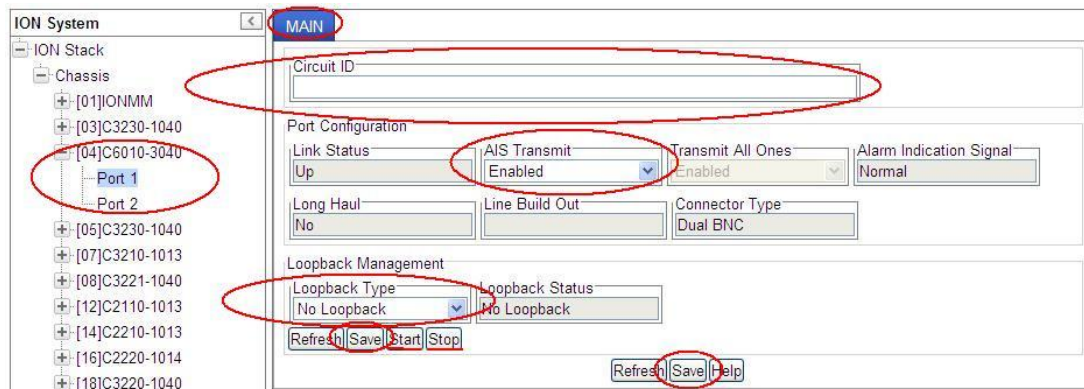 ION System
<
ION Stack
Chassis
[01]IONMM
[03]C3230-1040
[04]C6010-3040
Port 1
Port 2
[05]C3230-1040
[07]C3210-1013
[08]C3221-1040
[12]C2110-1013
[14]C2210-1013
[16]C2220-1014
[18]C3220-1040
MAIN
Circuit ID
Port Configuration
Link Status AIS Transmit Transmit All Ones Alarm Indication Signal
Up Enabled Enabled Normal
Long Haul Line Build Out Connector Type
No Dual BNC
Loopback Management
Loopback Type Loopback Status
No Loopback No Loopback
Refresh Save Start Stop
Refresh Save Help